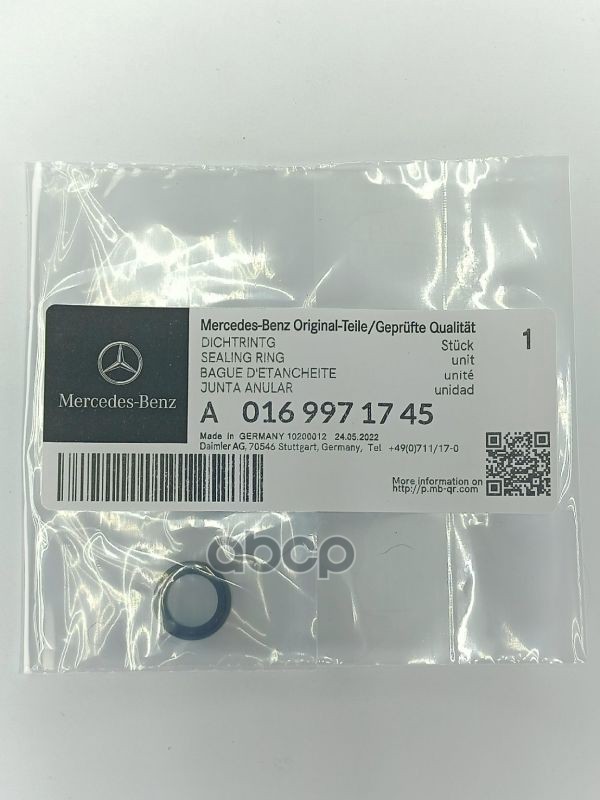 Mercedes-Benz
Mercedes-Benz Original-Teile/Geprüfte Qualität
DICHTRINTG
SEALING RING
BAGUE D'ETANCHEITE
JUNTA ANULAR
Stück
unit
unité
unidad
1
A 016 997 17 45
Made in GERMANY 10200012 24.05.2022
Daimler AG, 70546 Stuttgart, Germany, Tel +49(0)711/17-0
More information on
http://p.mb-qr.com/
abcp